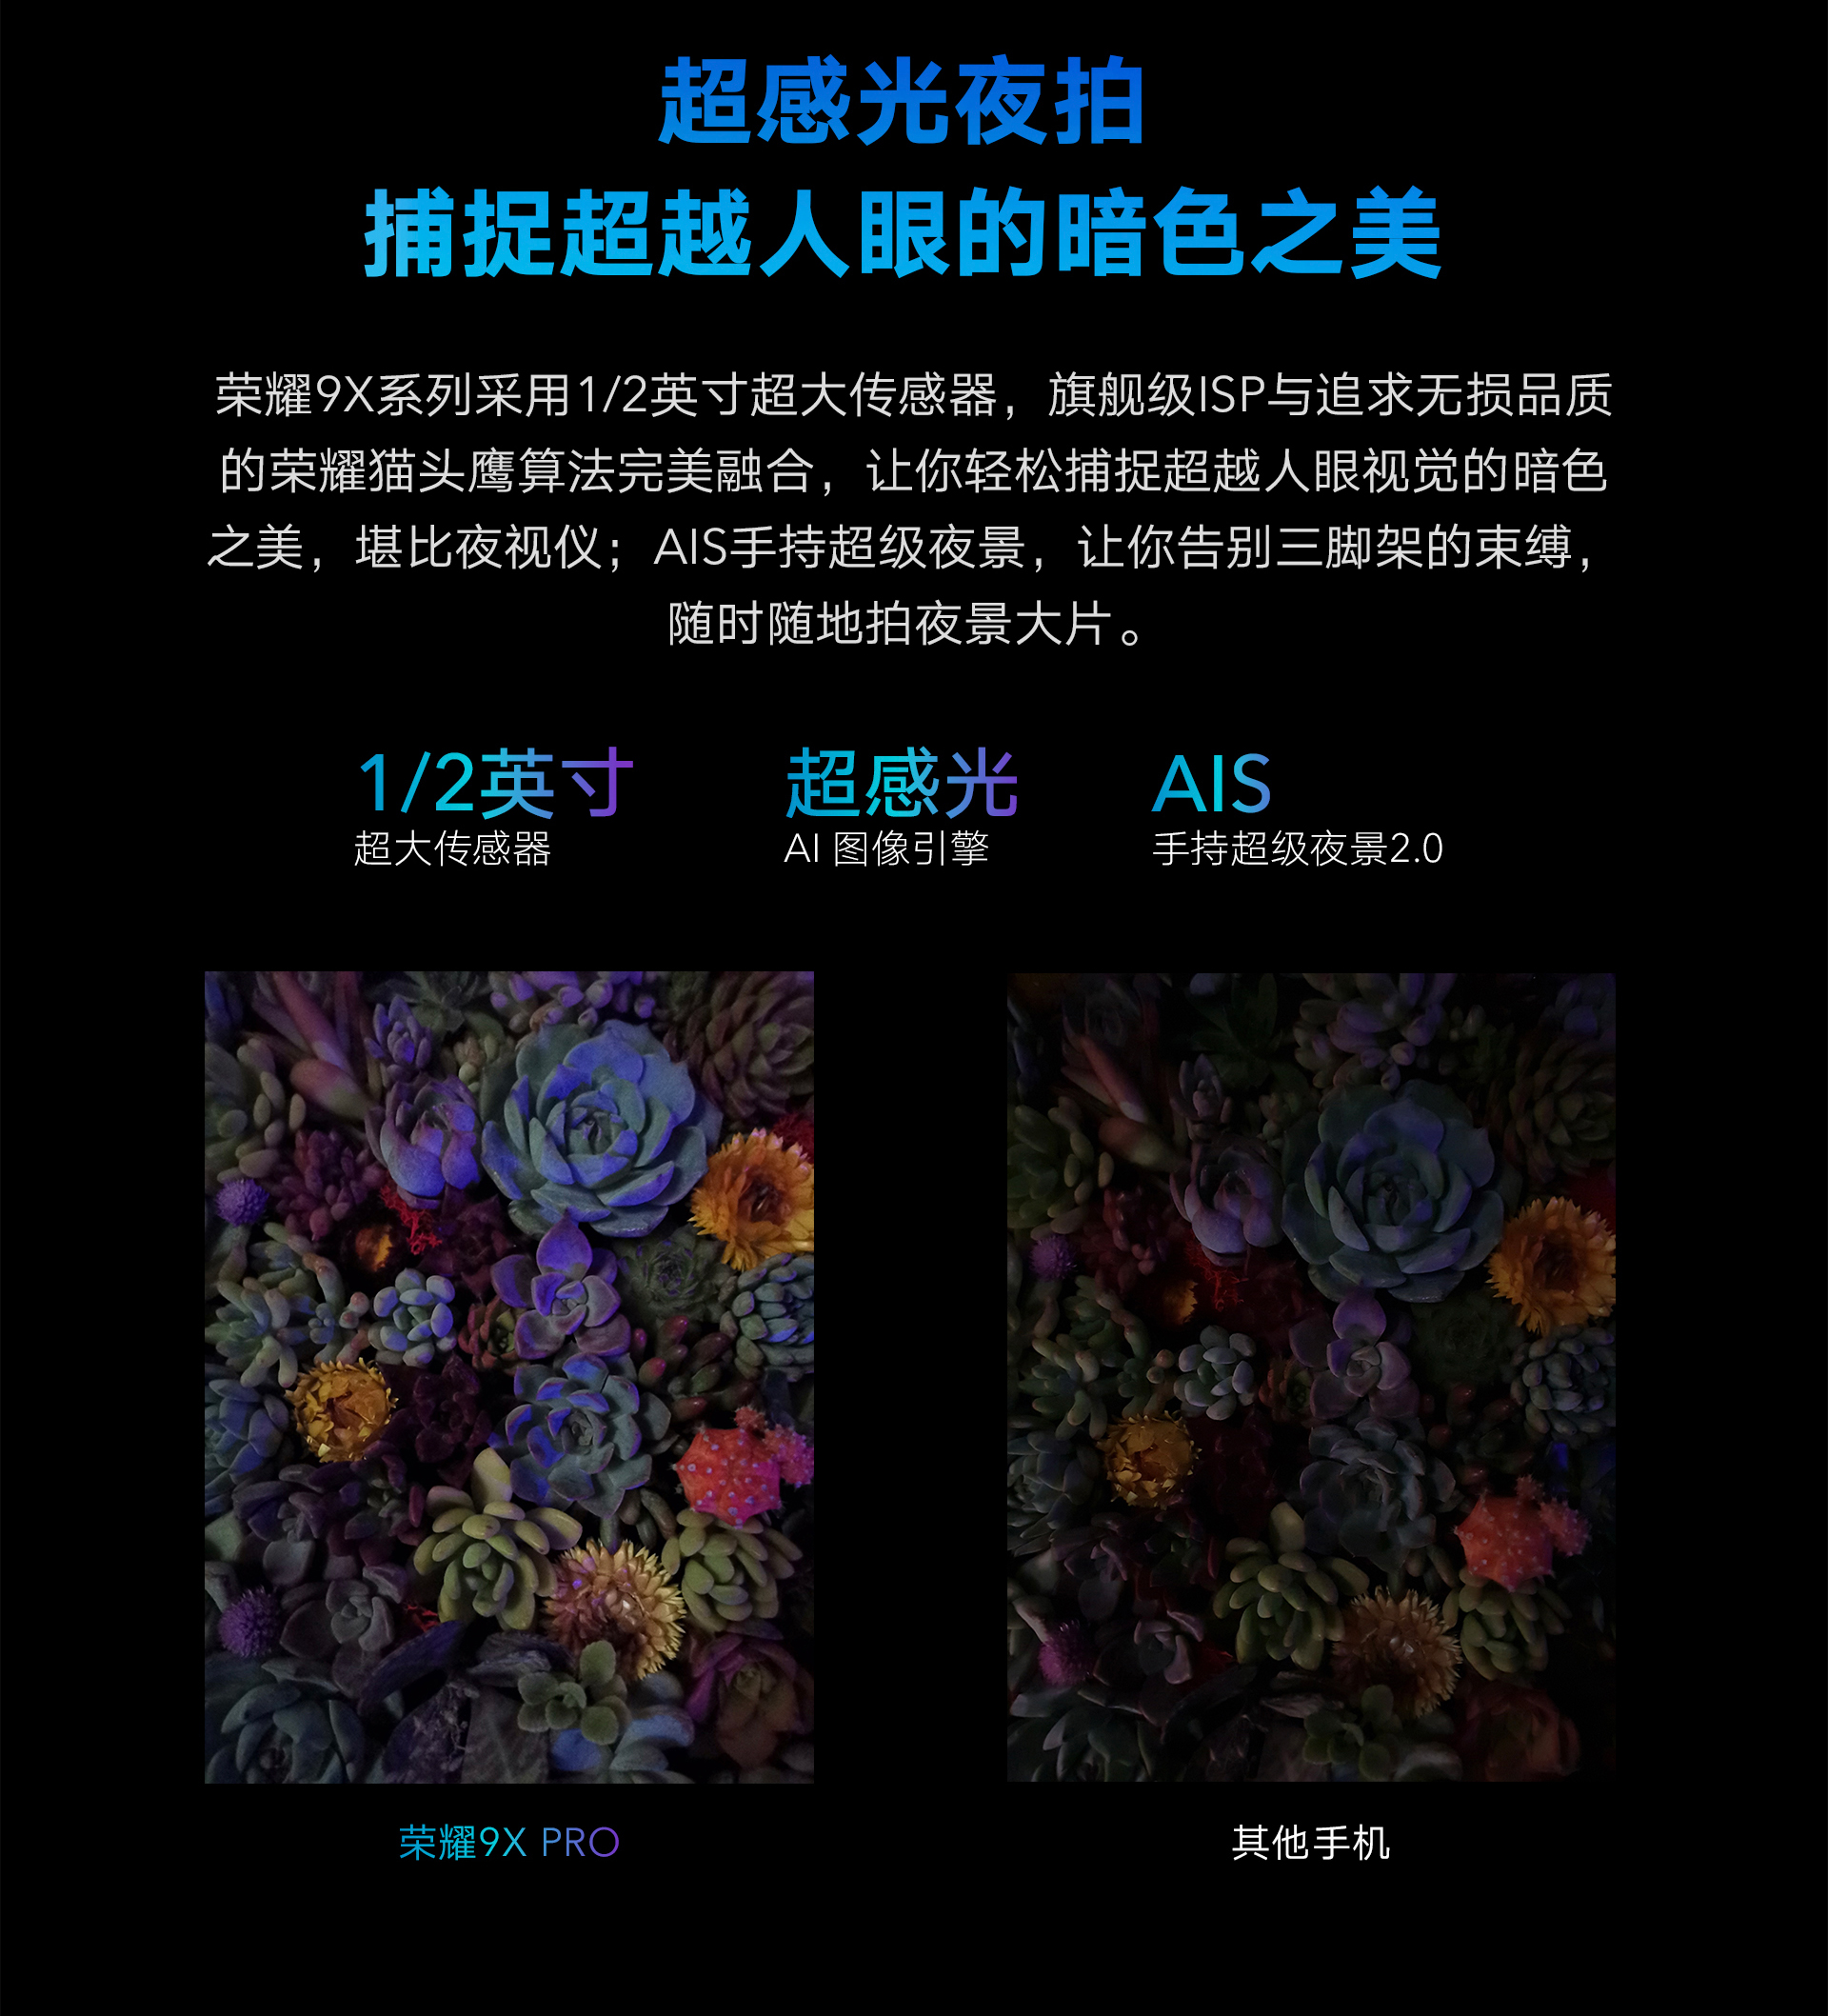 超感光夜拍
捕捉超越人眼的暗色之美
荣耀9X系列采用1/2英寸超大传感器，旗舰级ISP与追求无损品质
的荣耀猫头鹰算法完美融合，让你轻松捕捉超越人眼视觉的暗色
之美，堪比夜视仪；AIS手持超级夜景，让你告别三脚架的束缚，
随时随地拍夜景大片。
1/2英寸
超大传感器
超感光
AI 图像引擎
AIS
手持超级夜景2.0
荣耀9X PRO
其他手机